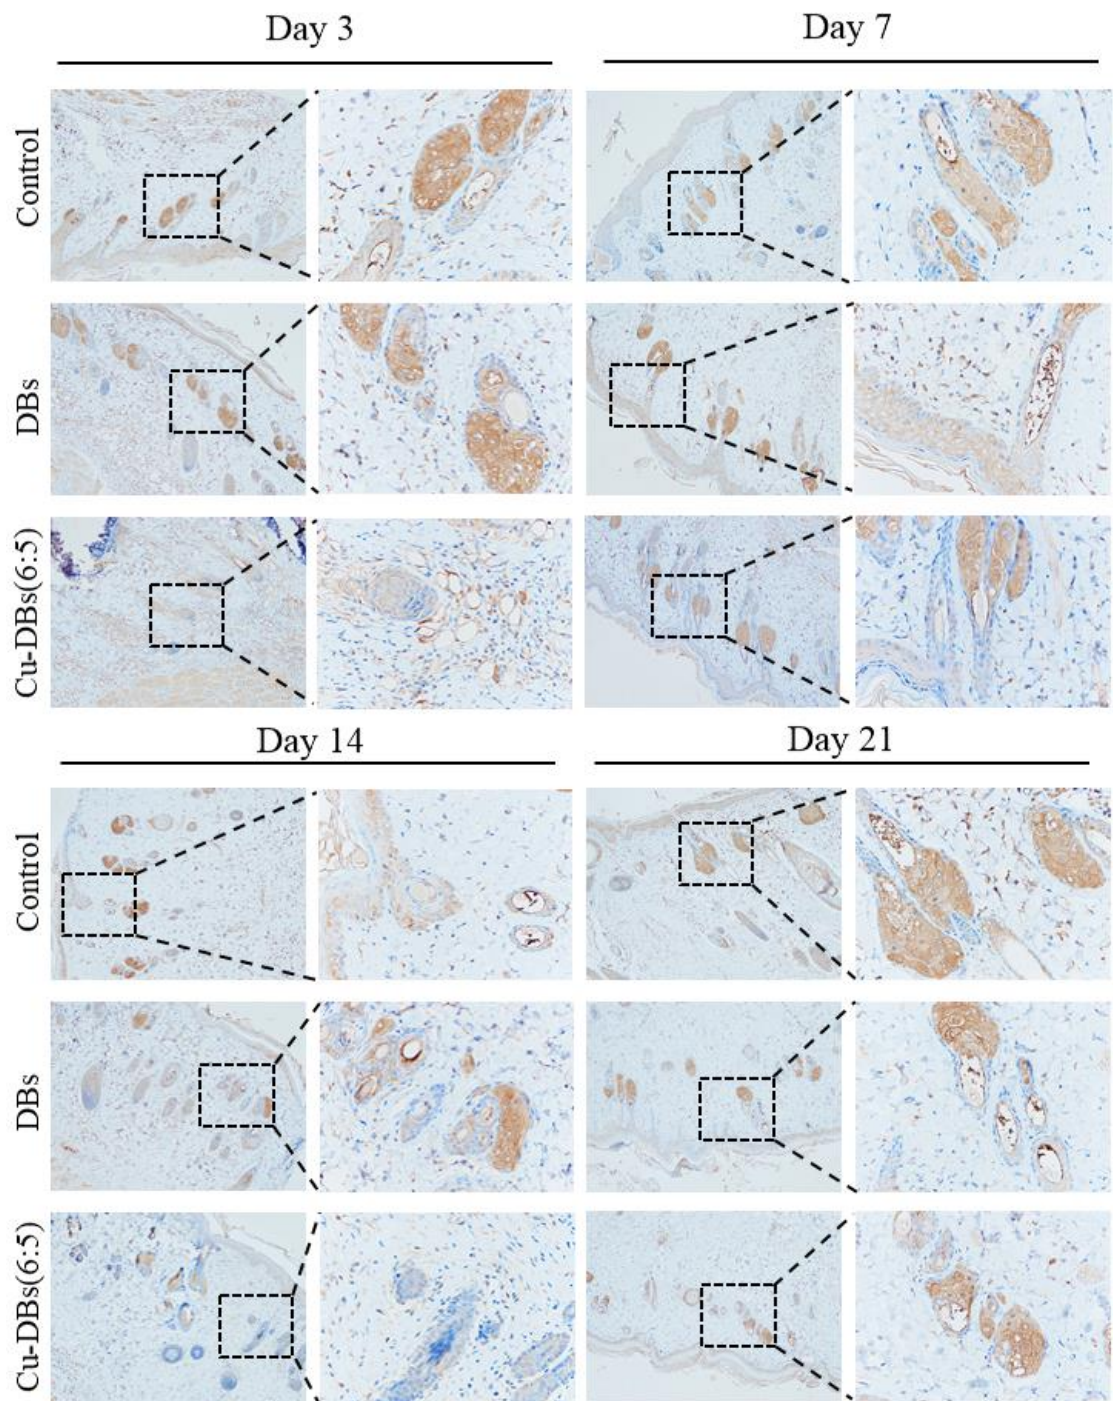 Day 3
Day 7
Control
DBs
Cu-DBs(6:5)
Day 14
Day 21
Control
DBs
Cu-DBs(6:5)